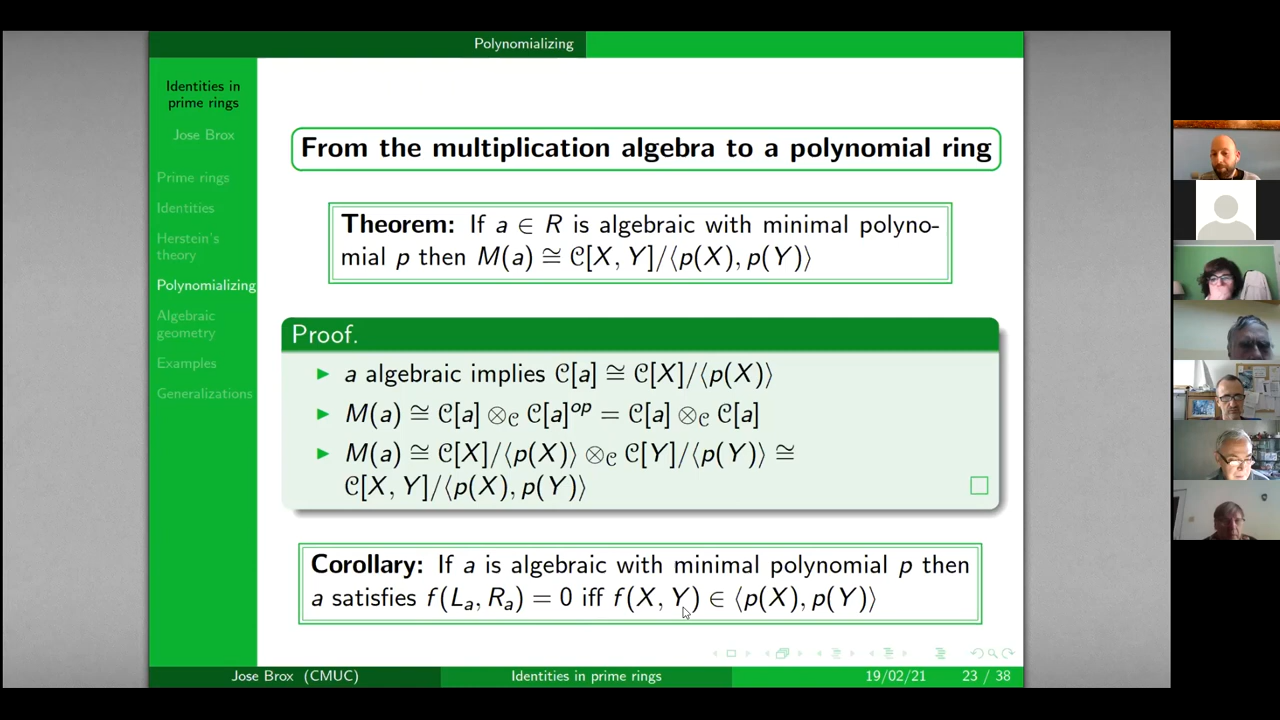 Polynomializing
Identities in
prime rings
Jose Brox
Prime rings
Identities
Herstein's
theory
Polynomializing
Algebraic
geometry
Examples
Generalizations
From the multiplication algebra to a polynomial ring
Theorem: If a ∈ R is algebraic with minimal polyno-
mial p then M(a) ≅ 𝒞[X, Y]/⟨p(X), p(Y)⟩
Proof.
▶ a algebraic implies 𝒞[a] ≅ 𝒞[X]/⟨p(X)⟩
▶ M(a) ≅ 𝒞[a] ⊗𝒞 𝒞[a]ᵒᵖ = 𝒞[a] ⊗𝒞 𝒞[a]
▶ M(a) ≅ 𝒞[X]/⟨p(X)⟩ ⊗𝒞 𝒞[Y]/⟨p(Y)⟩ ≅
𝒞[X, Y]/⟨p(X), p(Y)⟩ □
Corollary: If a is algebraic with minimal polynomial p then
a satisfies f(Lₐ, Rₐ) = 0 iff f(X, Y) ∈ ⟨p(X), p(Y)⟩
Jose Brox (CMUC) Identities in prime rings 19/02/21 23 / 38